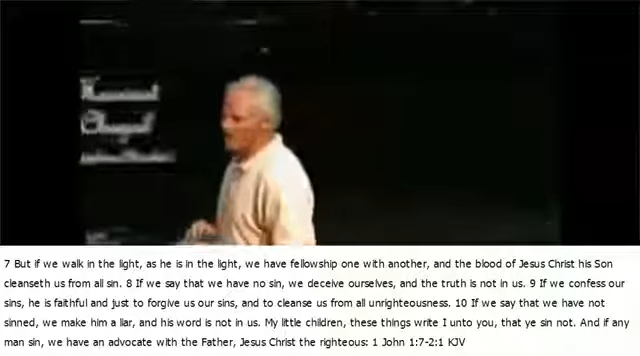 7 But if we walk in the light, as he is in the light, we have fellowship one with another, and the blood of Jesus Christ his Son
cleanseth us from all sin. 8 If we say that we have no sin, we deceive ourselves, and the truth is not in us. 9 If we confess our
sins, he is faithful and just to forgive us our sins, and to cleanse us from all unrighteousness. 10 If we say that we have not
sinned, we make him a liar, and his word is not in us. My little children, these things write I unto you, that ye sin not. And if any
man sin, we have an advocate with the Father, Jesus Christ the righteous: 1 John 1:7-2:1 KJV